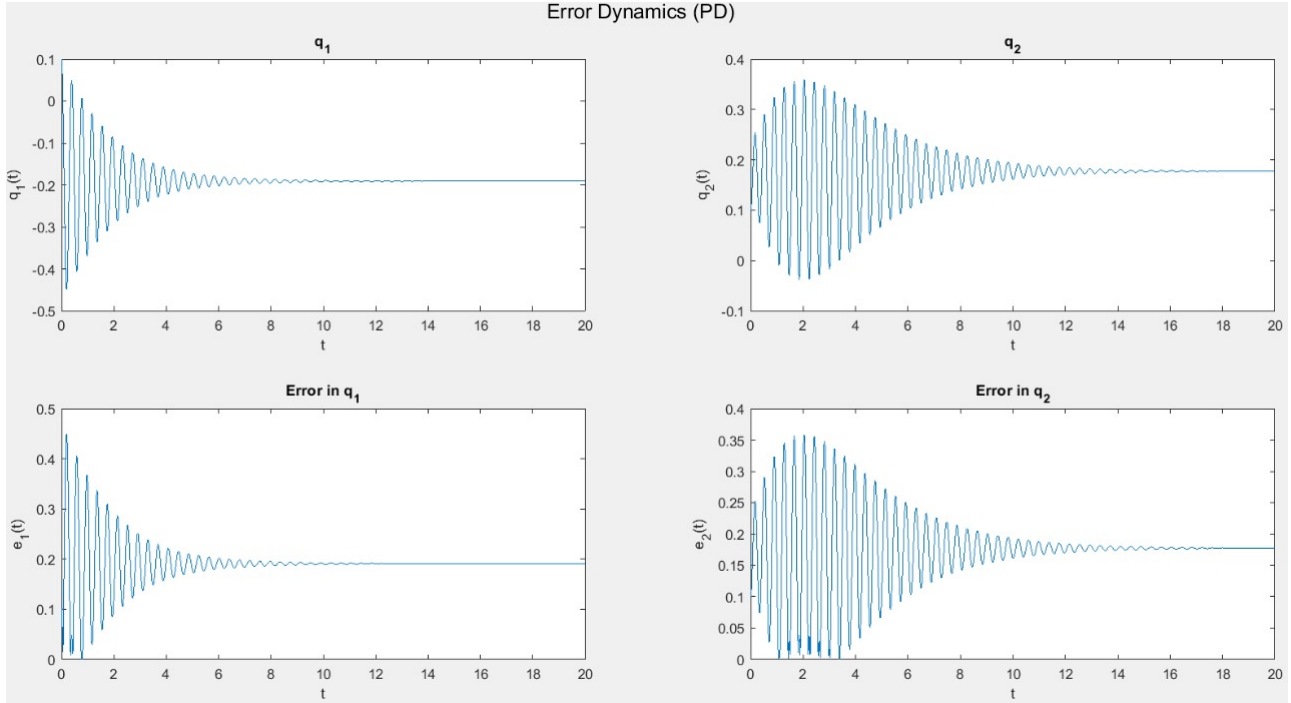 Error Dynamics (PD)
q1
q1(t)
0.1
0
-0.1
-0.2
-0.3
-0.4
-0.5
0 2 4 6 8 10 12 14 16 18 20
t
q2
q2(t)
0.4
0.3
0.2
0.1
0
-0.1
0 2 4 6 8 10 12 14 16 18 20
t
Error in q1
e1(t)
0.5
0.4
0.3
0.2
0.1
0
0 2 4 6 8 10 12 14 16 18 20
t
Error in q2
e2(t)
0.4
0.35
0.3
0.25
0.2
0.15
0.1
0.05
0
0 2 4 6 8 10 12 14 16 18 20
t